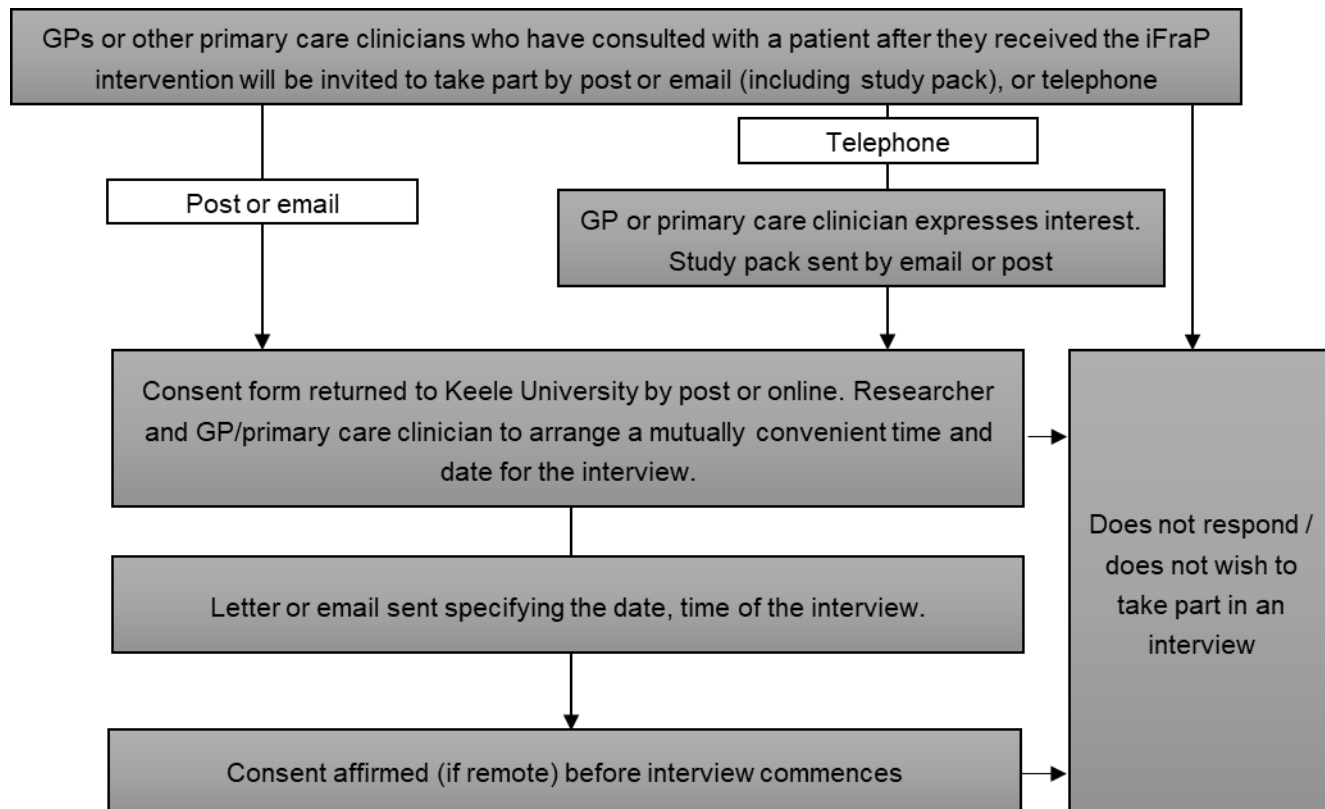 GPs or other primary care clinicians who have consulted with a patient after they received the iFraP
intervention will be invited to take part by post or email (including study pack), or telephone
Telephone
Post or email
GP or primary care clinician expresses interest.
Study pack sent by email or post
Consent form returned to Keele University by post or online. Researcher
and GP/primary care clinician to arrange a mutually convenient time and
date for the interview.
Does not respond /
does not wish to
take part in an
interview
Letter or email sent specifying the date, time of the interview.
Consent affirmed (if remote) before interview commences